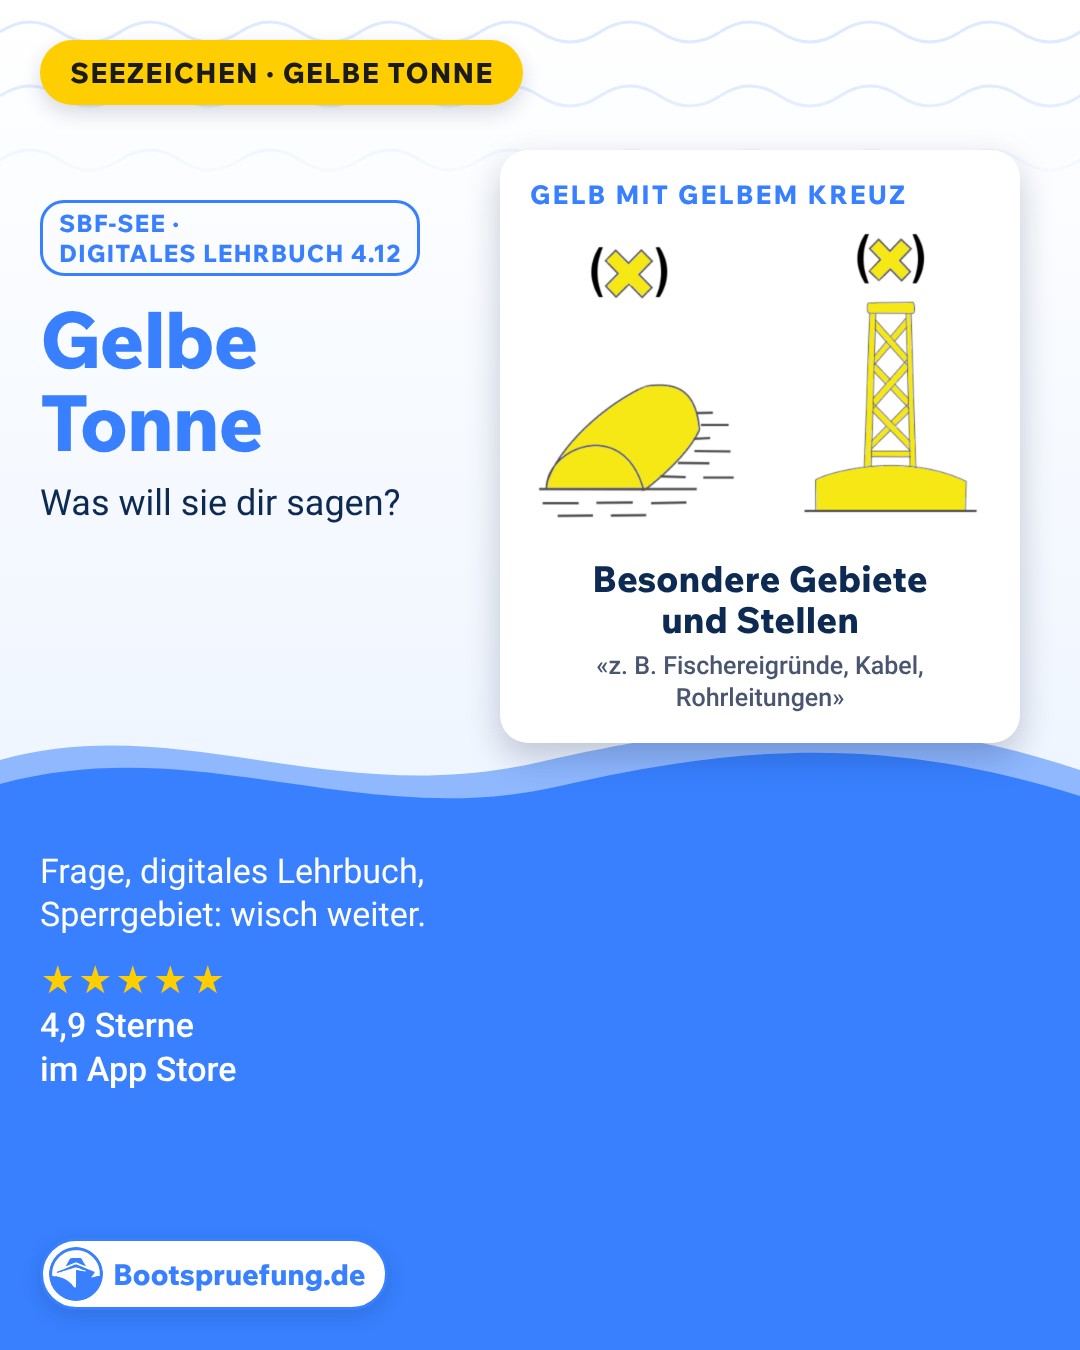 SEEZEICHEN · GELBE TONNE
SBF-SEE ·
DIGITALES LEHRBUCH 4.12
Gelbe
Tonne
Was will sie dir sagen?
GELB MIT GELBEM KREUZ
Besondere Gebiete
und Stellen
«z. B. Fischereigründe, Kabel,
Rohrleitungen»
Frage, digitales Lehrbuch,
Sperrgebiet: wisch weiter.
★★★★★
4,9 Sterne
im App Store
Bootspruefung.de